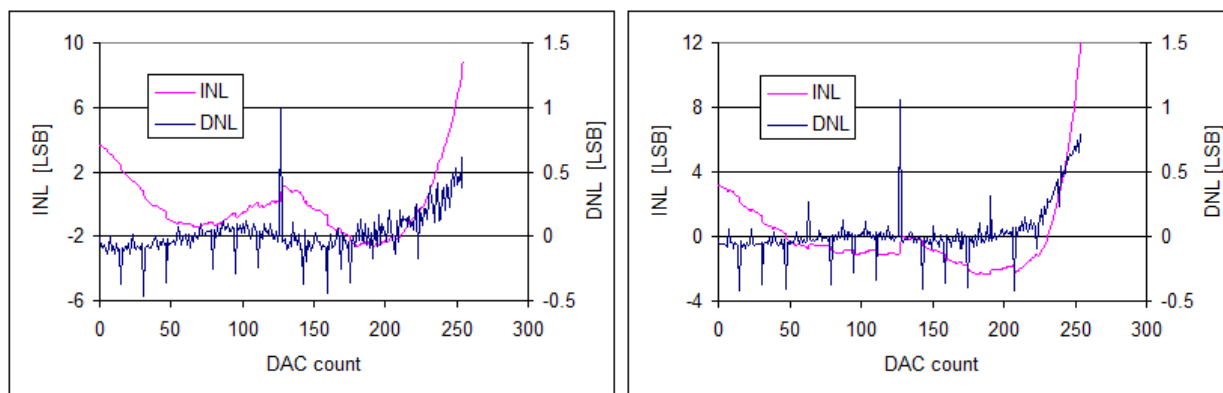 10
6
2
-2
-6
INL [LSB]
INL
DNL
1.5
1
0.5
0
-0.5
DNL [LSB]
0 50 100 150 200 250 300
DAC count
12
8
4
0
-4
INL [LSB]
INL
DNL
1.5
1
0.5
0
-0.5
DNL [LSB]
0 50 100 150 200 250 300
DAC count